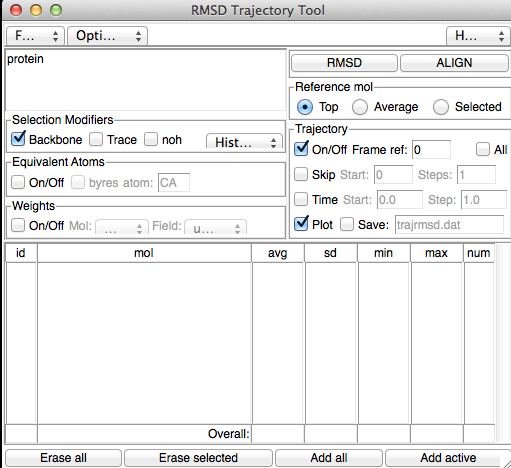 RMSD Trajectory Tool
F... Opti... H...
protein
RMSD ALIGN
Reference mol
Top Average Selected
Selection Modifiers
Backbone Trace noh Hist...
Trajectory
On/Off Frame ref: 0 All
Skip Start: 0 Steps: 1
Time Start: 0.0 Step: 1.0
Plot Save: trajrmsd.dat
Equivalent Atoms
On/Off byres atom: CA
Weights
On/Off Mol: ... Field: u...
id mol avg sd min max num
Overall:
Erase all Erase selected Add all Add active